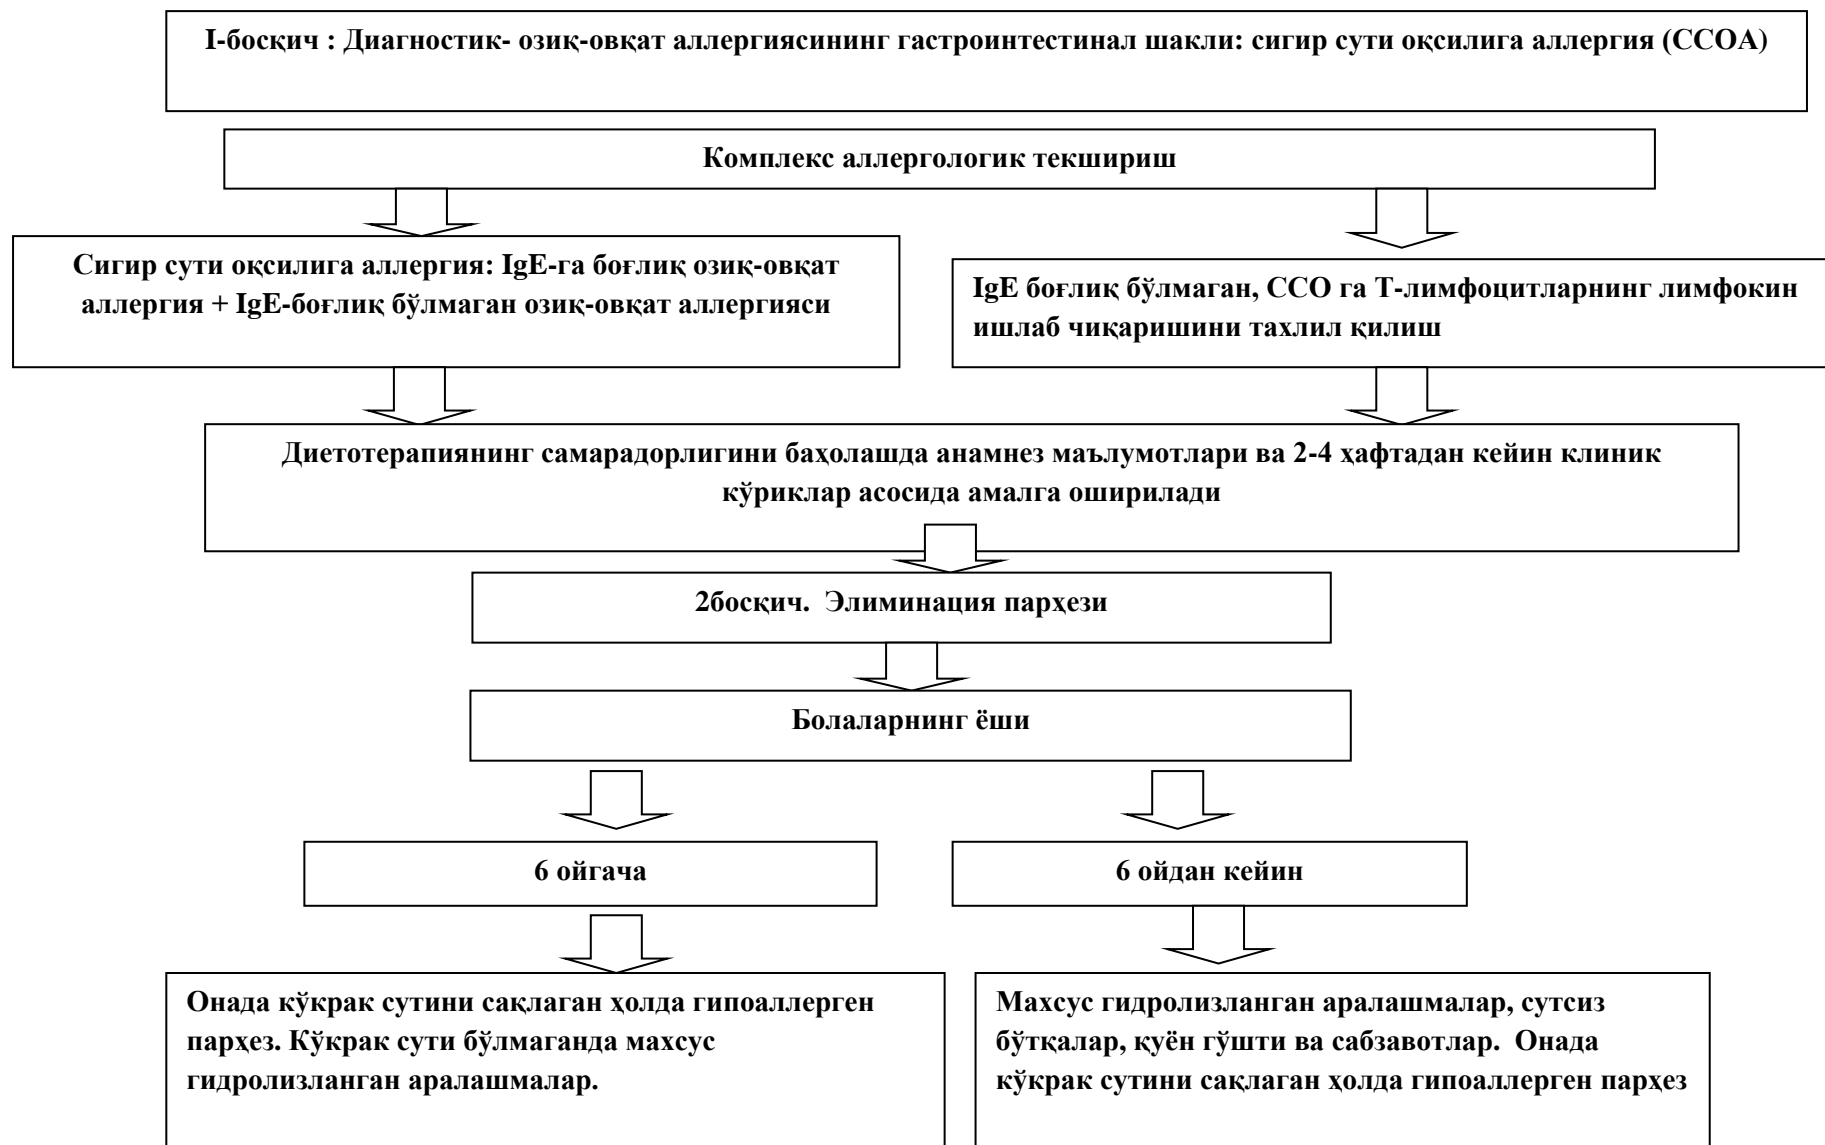 I-босқич : Диагностик- озиқ-овқат аллергиясининг гастроинтестинал шакли: сигир сути оқсилига аллергия (ССОА)
Комплекс аллергологик текшириш
Сигир сути оқсилига аллергия: IgE-га боғлиқ озиқ-овқат
аллергия + IgE-боғлиқ бўлмаган озиқ-овқат аллергияси
IgE боғлиқ бўлмаган, ССО га Т-лимфоцитларнинг лимфокин
ишлаб чиқаришини тахлил қилиш
Диетотерапиянинг самарадорлигини баҳолашда анамнез маълумотлари ва 2-4 ҳафтадан кейин клиник
кўриклар асосида амалга оширилади
2босқич.  Элиминация парҳези
Болаларнинг ёши
6 ойгача
6 ойдан кейин
Онада кўкрак сутини сақлаган ҳолда гипоаллерген
парҳез. Кўкрак сути бўлмаганда махсус
гидролизланган аралашмалар.
Махсус гидролизланган аралашмалар, сутсиз
бўтқалар, қуён гўшти ва сабзавотлар.  Онада
кўкрак сутини сақлаган ҳолда гипоаллерген парҳез